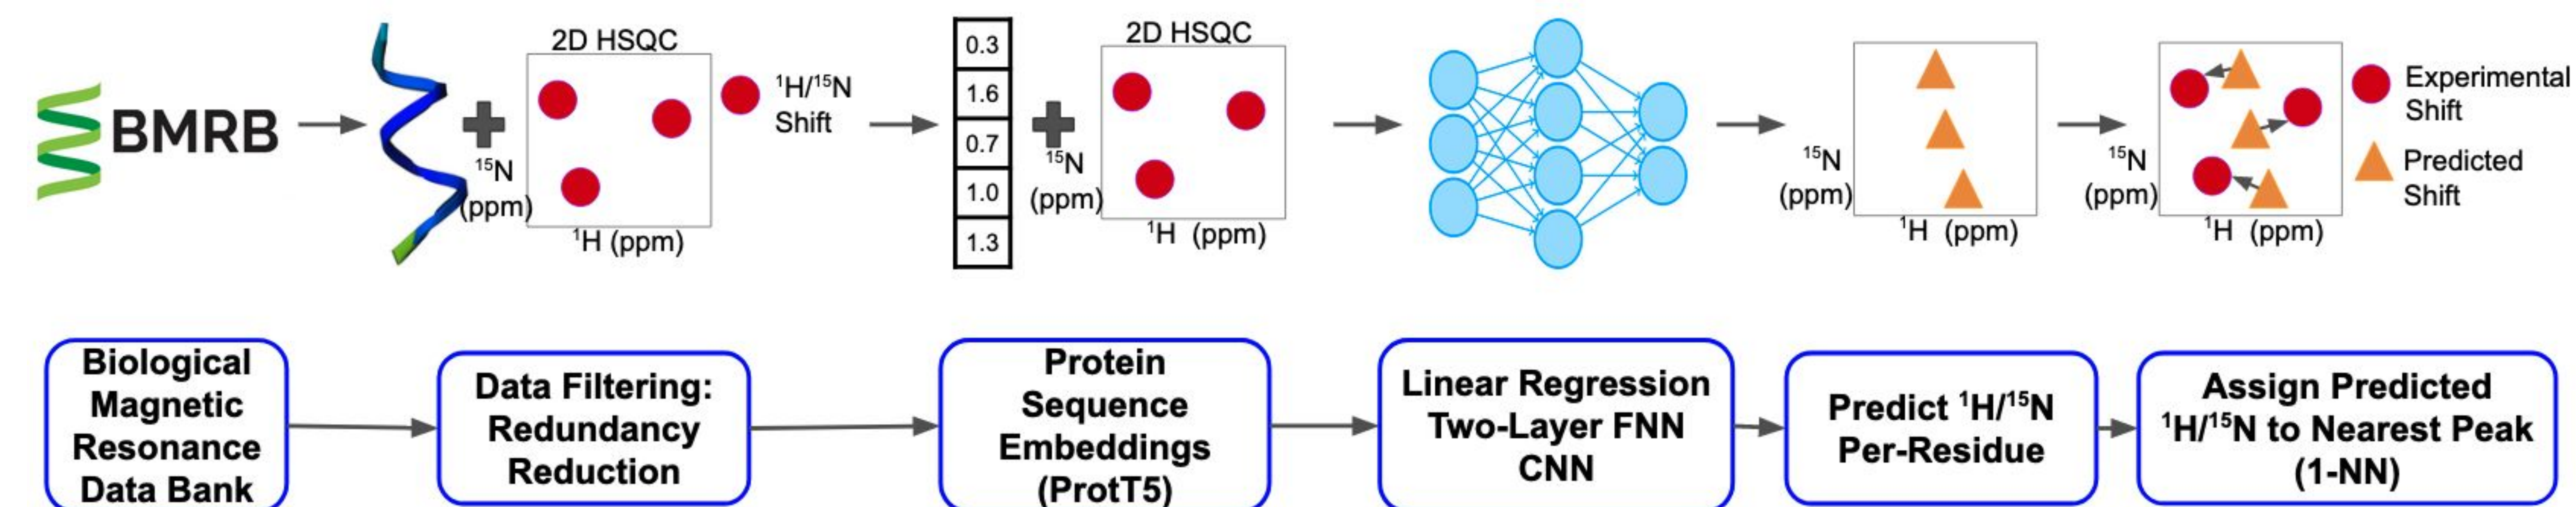 BMRB
2D HSQC
¹⁵N
(ppm)
¹H (ppm)
¹H/¹⁵N
Shift
0.3
1.6
0.7
1.0
1.3
2D HSQC
¹⁵N
(ppm)
¹H (ppm)
¹⁵N
(ppm)
¹H (ppm)
¹⁵N
(ppm)
¹H (ppm)
Experimental
Shift
Predicted
Shift
Biological
Magnetic
Resonance
Data Bank
Data Filtering:
Redundancy
Reduction
Protein
Sequence
Embeddings
(ProtT5)
Linear Regression
Two-Layer FNN
CNN
Predict ¹H/¹⁵N
Per-Residue
Assign Predicted
¹H/¹⁵N to Nearest Peak
(1-NN)